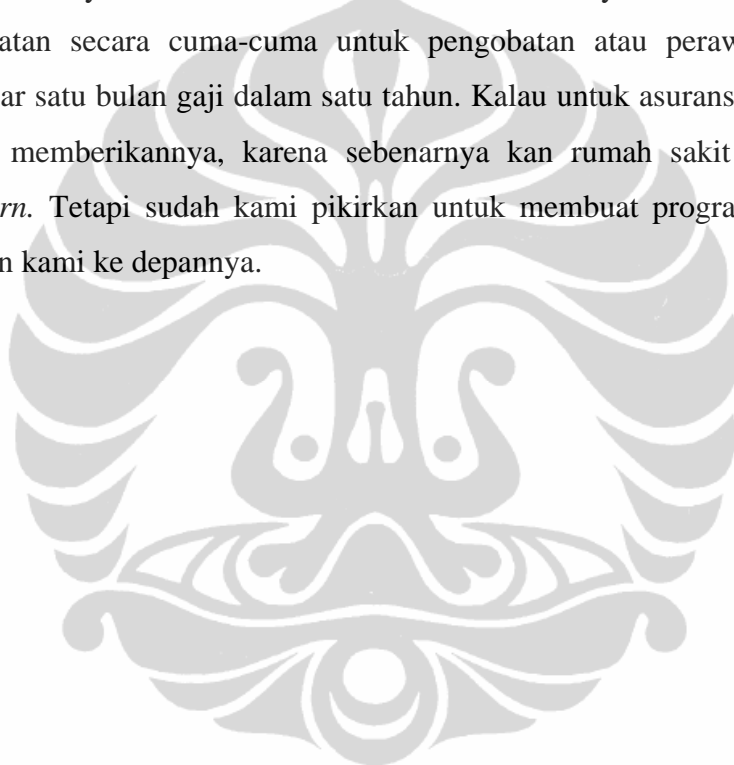 atan secara cuma-cuma untuk pengobatan atau peraw
ar satu bulan gaji dalam satu tahun. Kalau untuk asurans
memberikannya, karena sebenarnya kan rumah sakit
rn. Tetapi sudah kami pikirkan untuk membuat progra
n kami ke depannya.